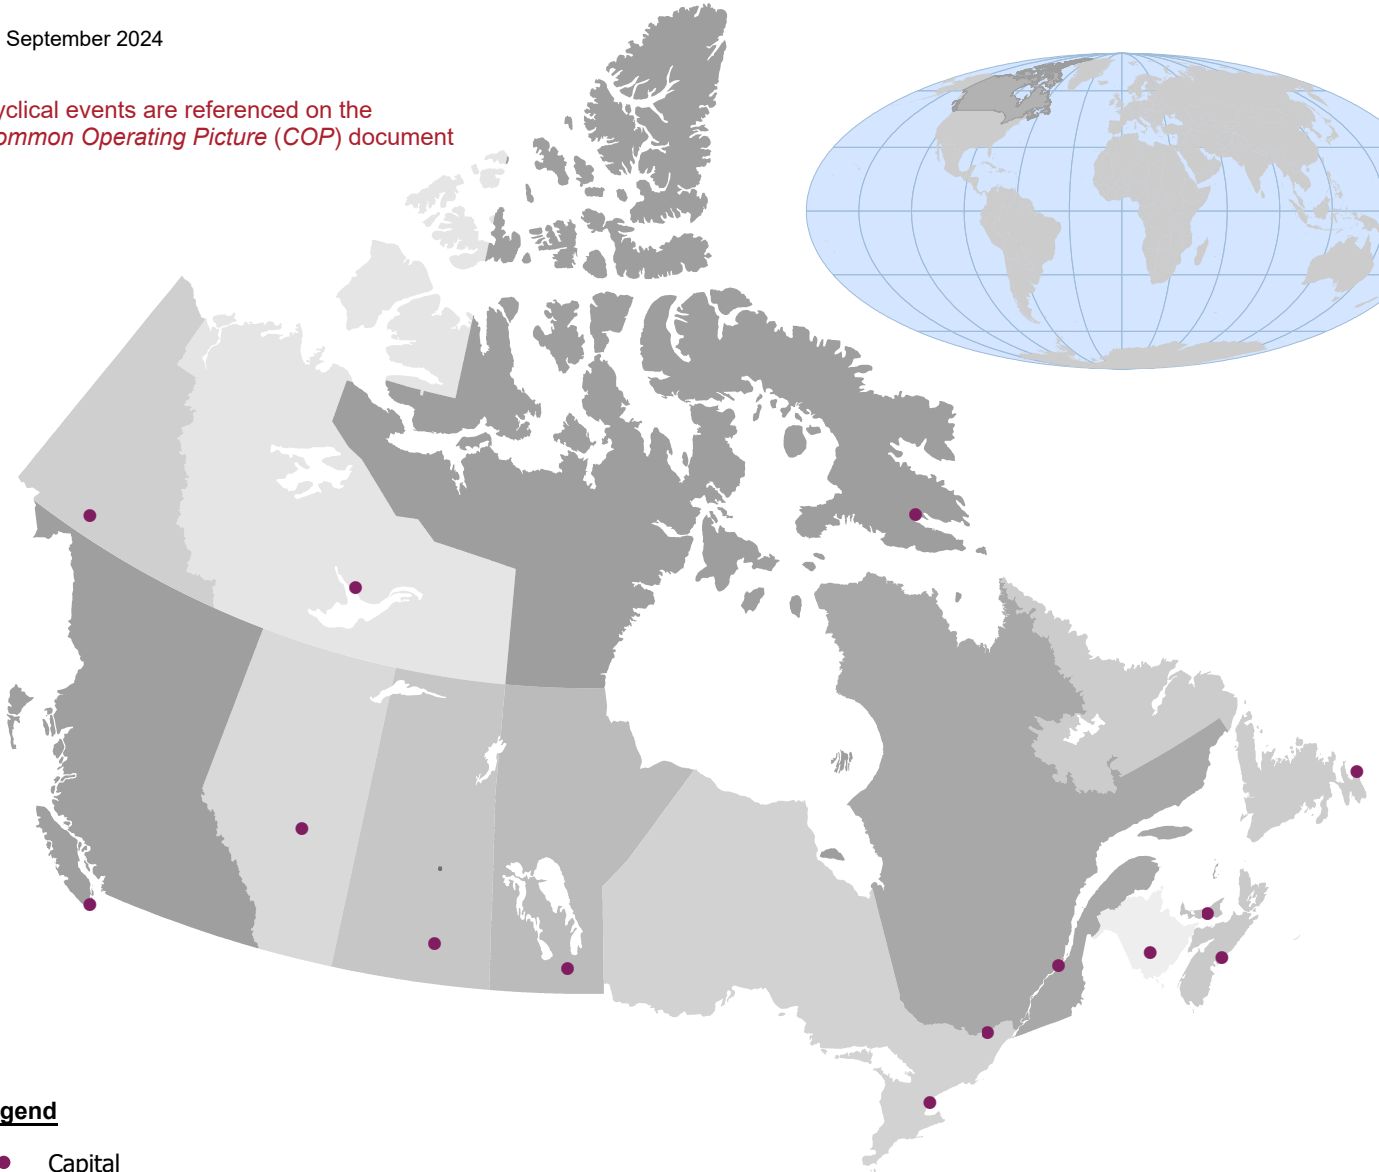 September 2024
yclical events are referenced on the
ommon Operating Picture (COP) document
gend
Capital